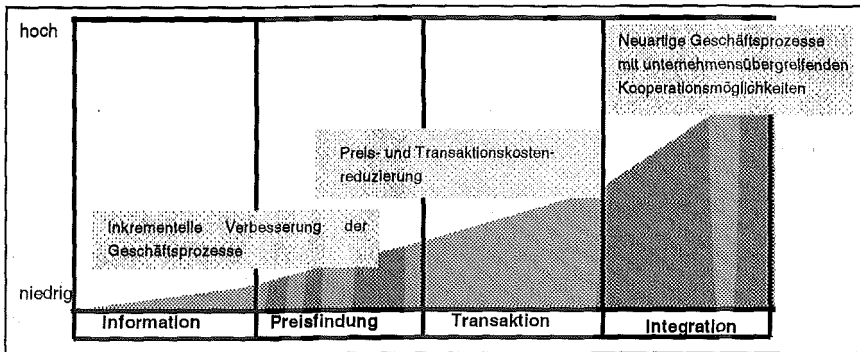 hoch
Neuartige Geschäftsprozesse
mit unternehmensübergreifenden
Kooperationsmöglichkeiten
Preis- und Transaktionskosten-
reduzierung
Inkrementelle Verbesserung der
Geschäftsprozesse
niedrig
Information Preisfindung Transaktion Integration